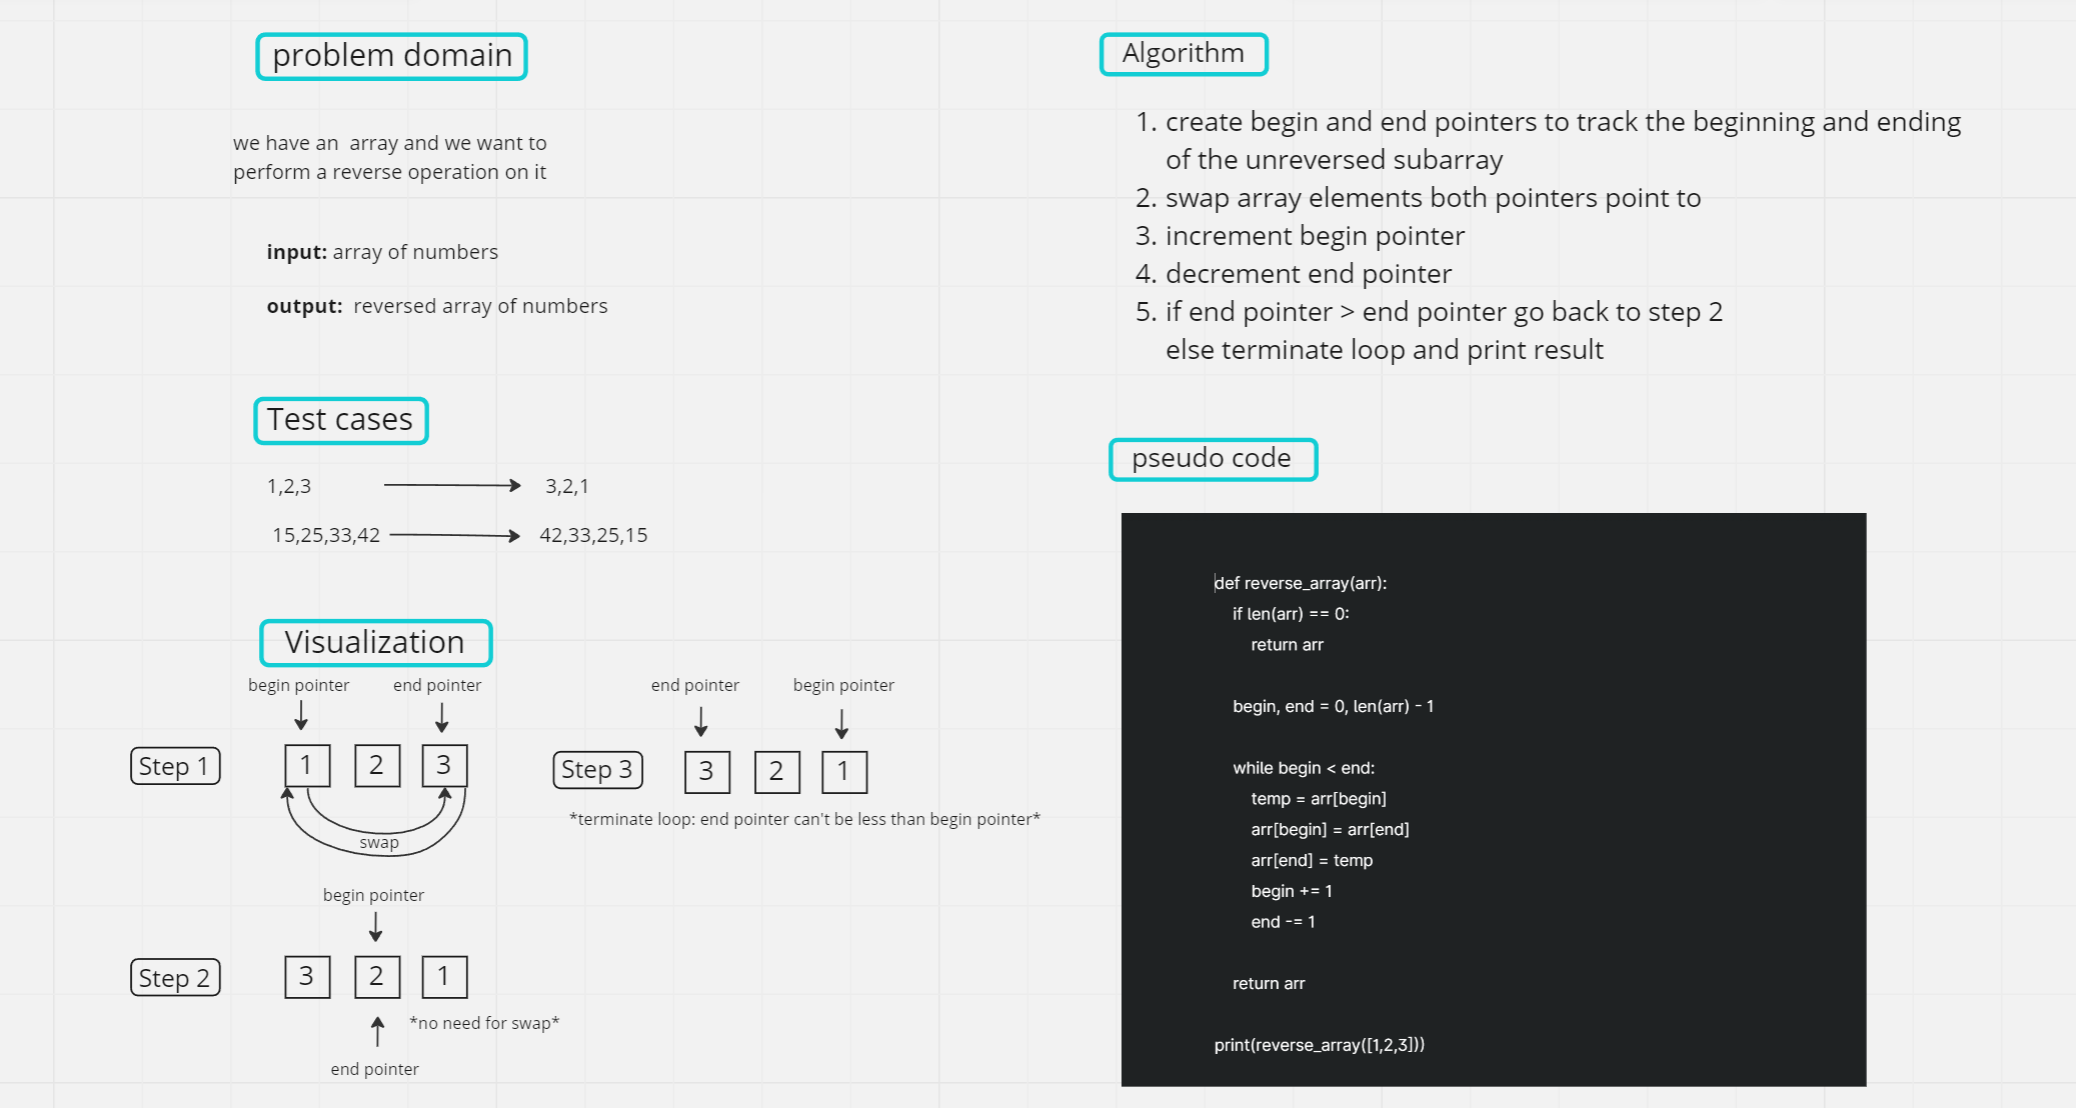 problem domain
we have an  array and we want to
perform a reverse operation on it
input: array of numbers
output:  reversed array of numbers
Test cases
1,2,3
3,2,1
15,25,33,42
42,33,25,15
Visualization
begin pointer
end pointer
Step 1
1
2
3
swap
begin pointer
Step 2
3
2
1
*no need for swap*
end pointer
end pointer
begin pointer
Step 3
3
2
1
*terminate loop: end pointer can't be less than begin pointer*
Algorithm
1. create begin and end pointers to track the beginning and ending
of the unreversed subarray
2. swap array elements both pointers point to
3. increment begin pointer
4. decrement end pointer
5. if end pointer > end pointer go back to step 2
else terminate loop and print result
pseudo code
def reverse_array(arr):
if len(arr) == 0:
return arr
begin, end = 0, len(arr) - 1
while begin < end:
temp = arr[begin]
arr[begin] = arr[end]
arr[end] = temp
begin += 1
end -= 1
return arr
print(reverse_array([1,2,3]))